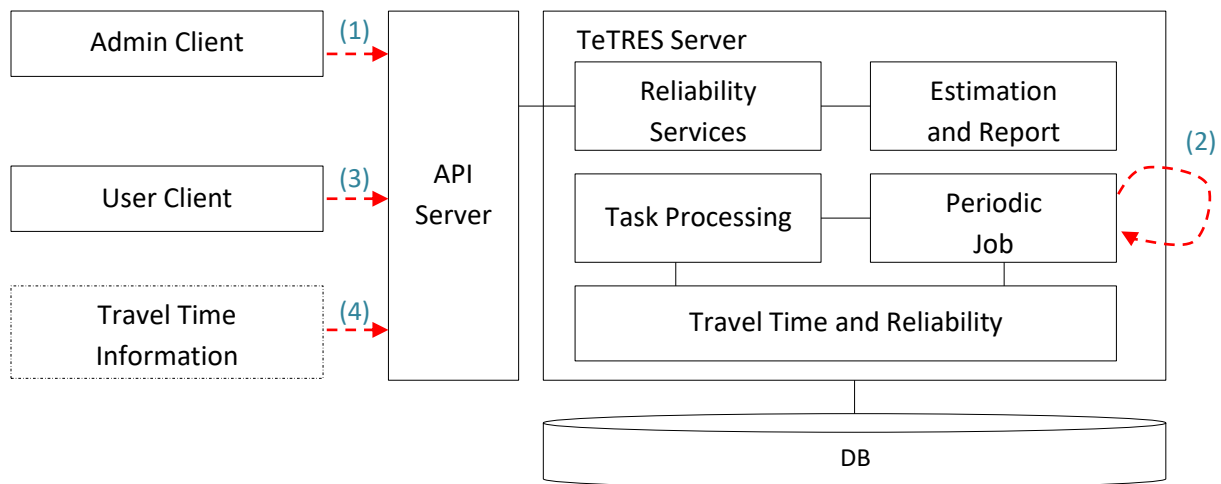 Admin Client
(1)
User Client
(3)
Travel Time
Information
(4)
API
Server
TeTRES Server
Reliability
Services
Estimation
and Report
(2)
Task Processing
Periodic
Job
Travel Time and Reliability
DB